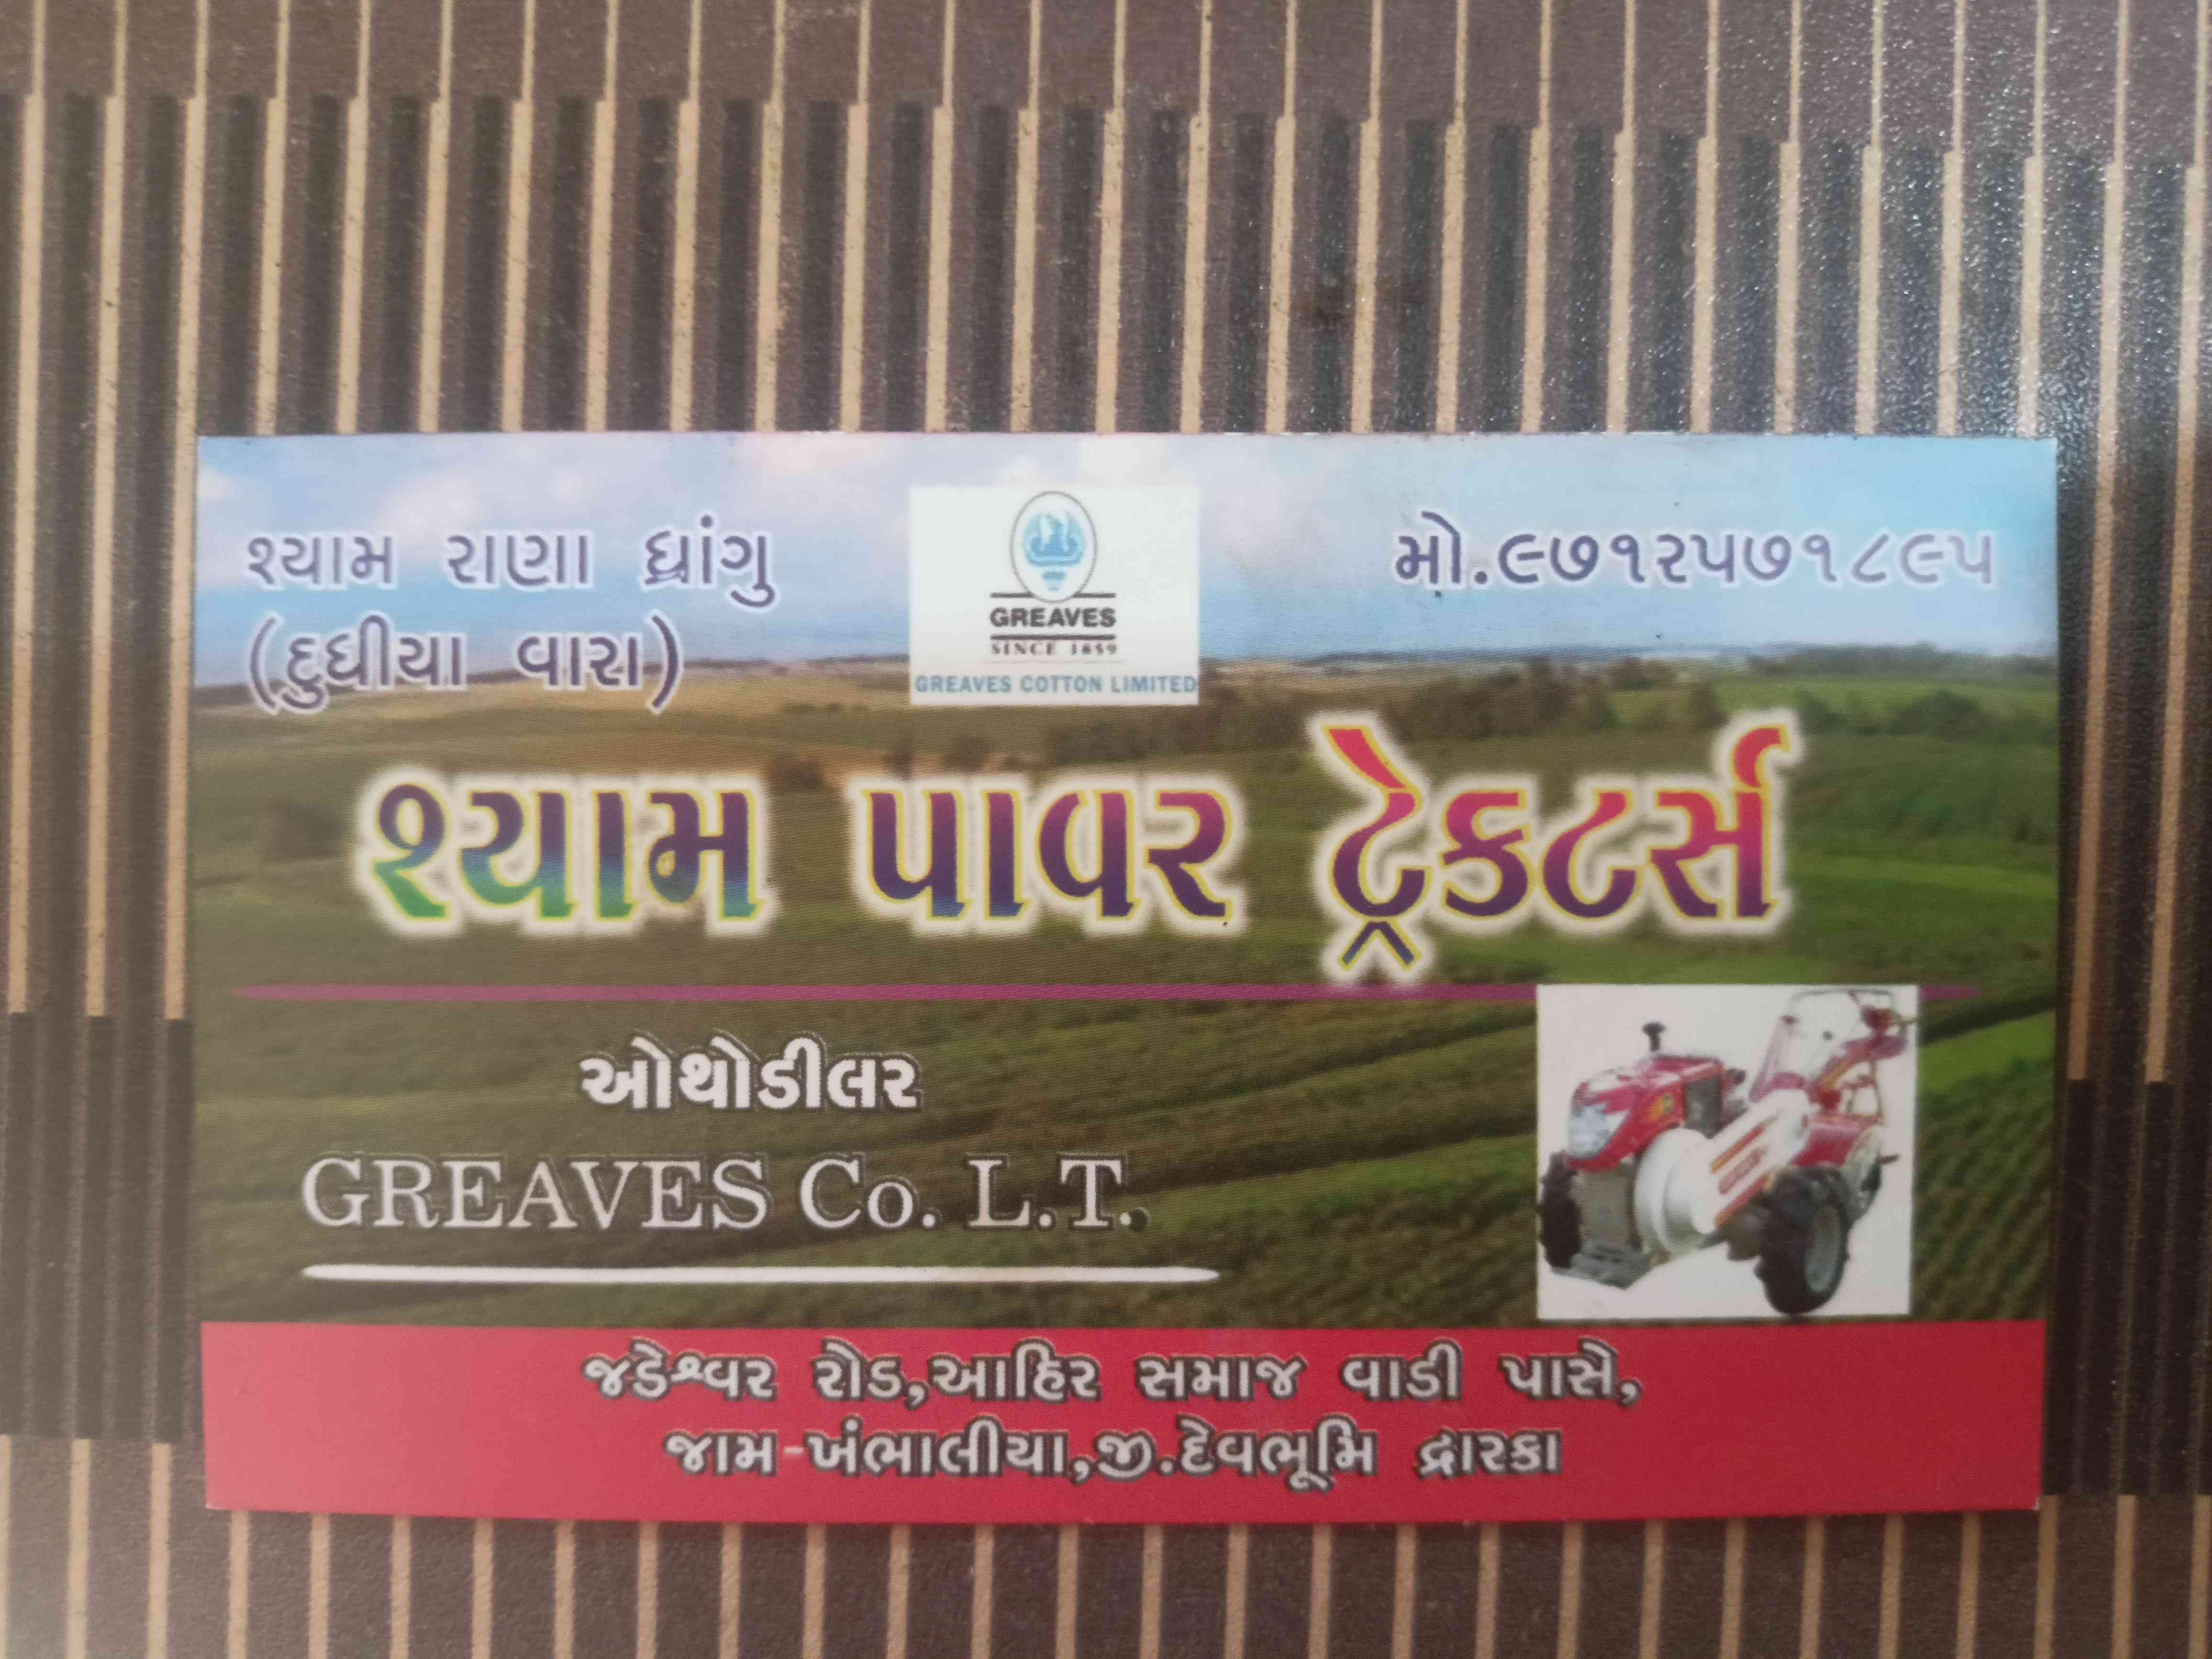 શ્યામ રાણા ધ્રાંગુ
(દુધીયા વારા)
GREAVES
SINCE 1859
GREAVES COTTON LIMITED
મો.૯૭૧૨૫૭૧૮૯૫
શ્યામ પાવર ટ્રેકટર્સ
ઓથોડીલર
GREAVES Co. L.T.
જડેશ્વર રોડ,આહિર સમાજ વાડી પાસે,
જામ-ખંભાલીયા,જી.દેવભૂમિ દ્રારકા